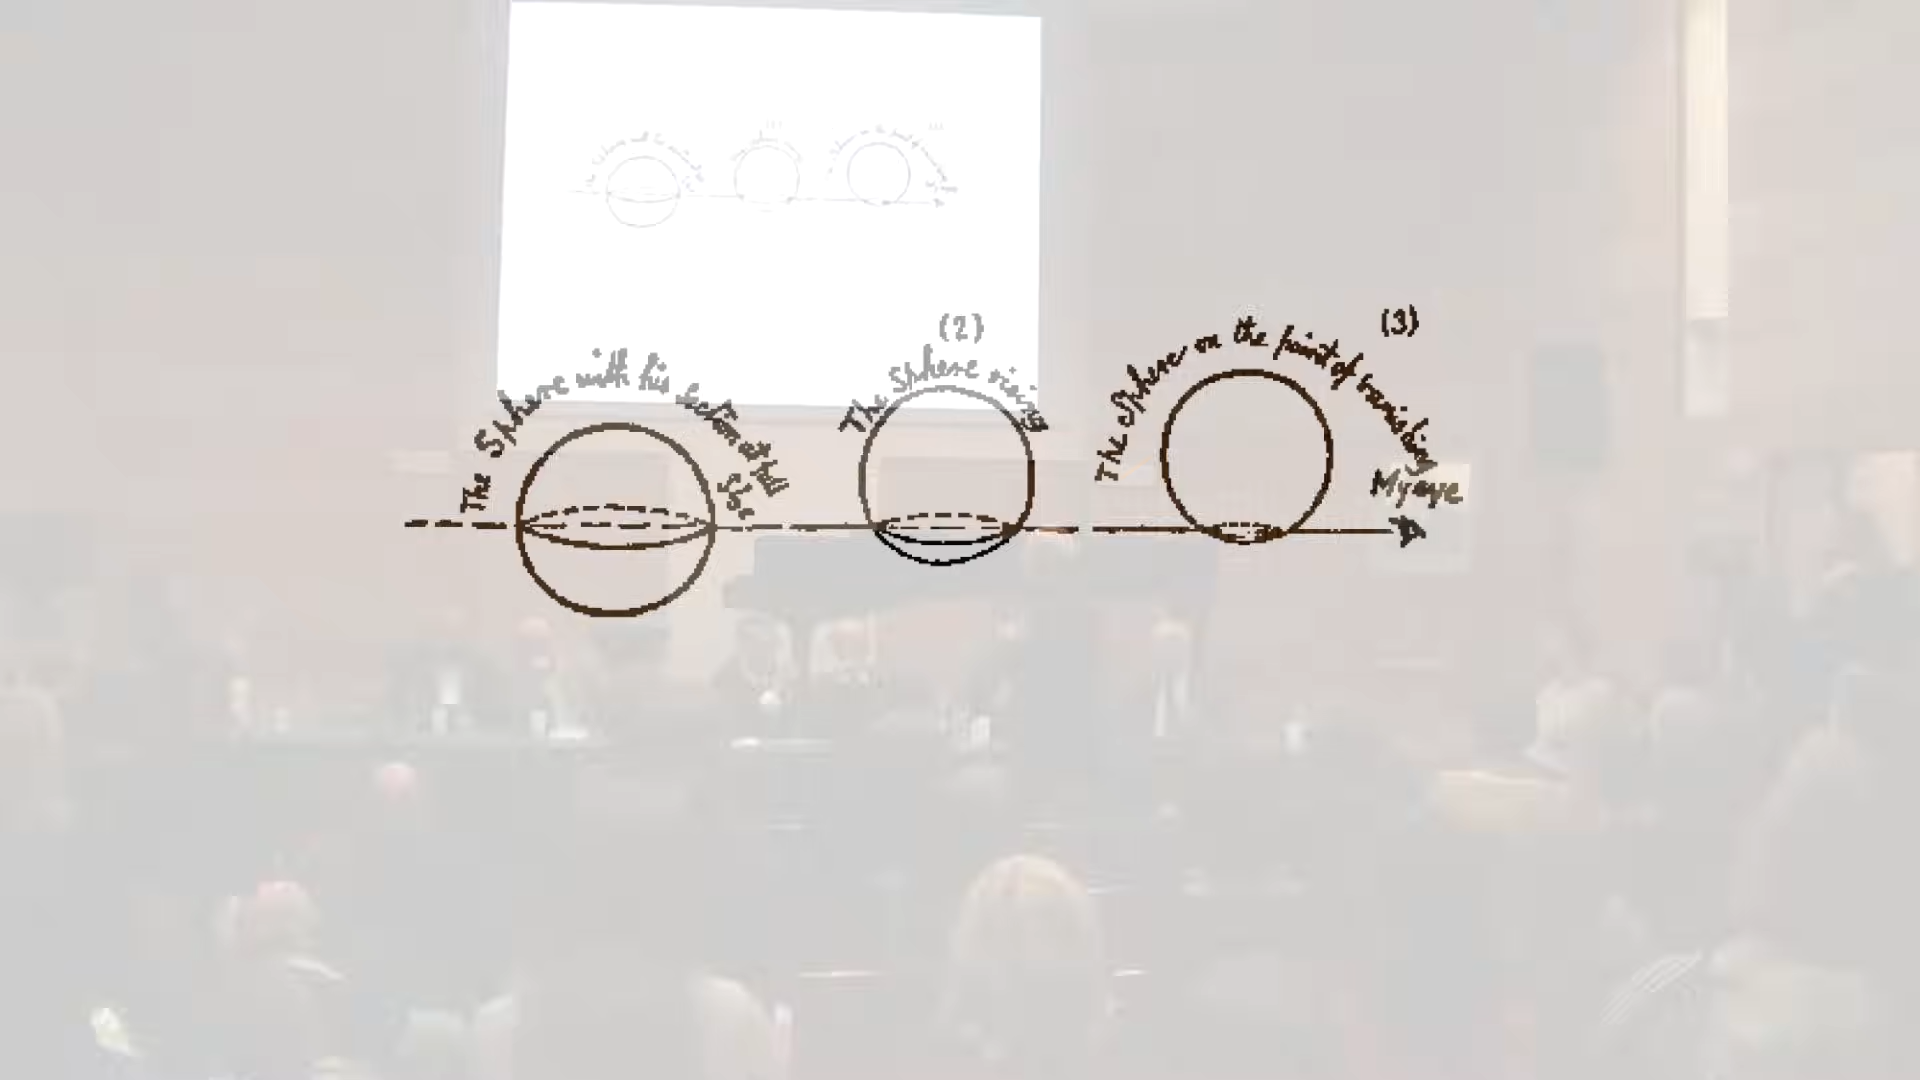 The Sphere with his section at full size
(2)
The Sphere rising
(3)
The Sphere on the point of vanishing
My eye